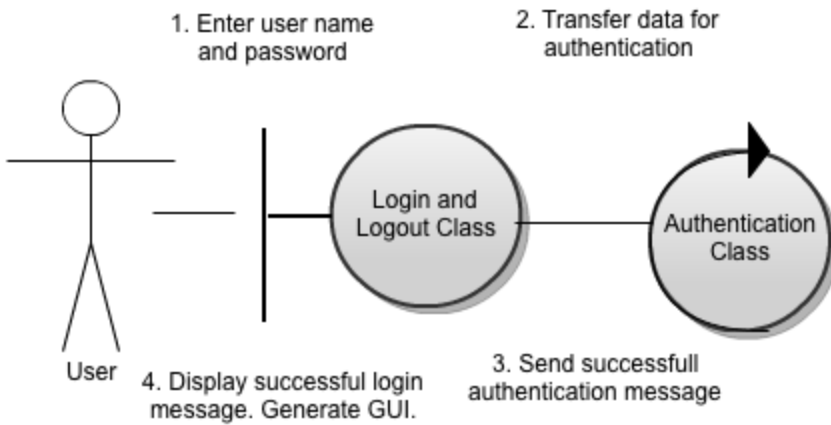 1. Enter user name
and password
2. Transfer data for
authentication
Login and
Logout Class
Authentication
Class
User
4. Display successful login
message. Generate GUI.
3. Send successfull
authentication message